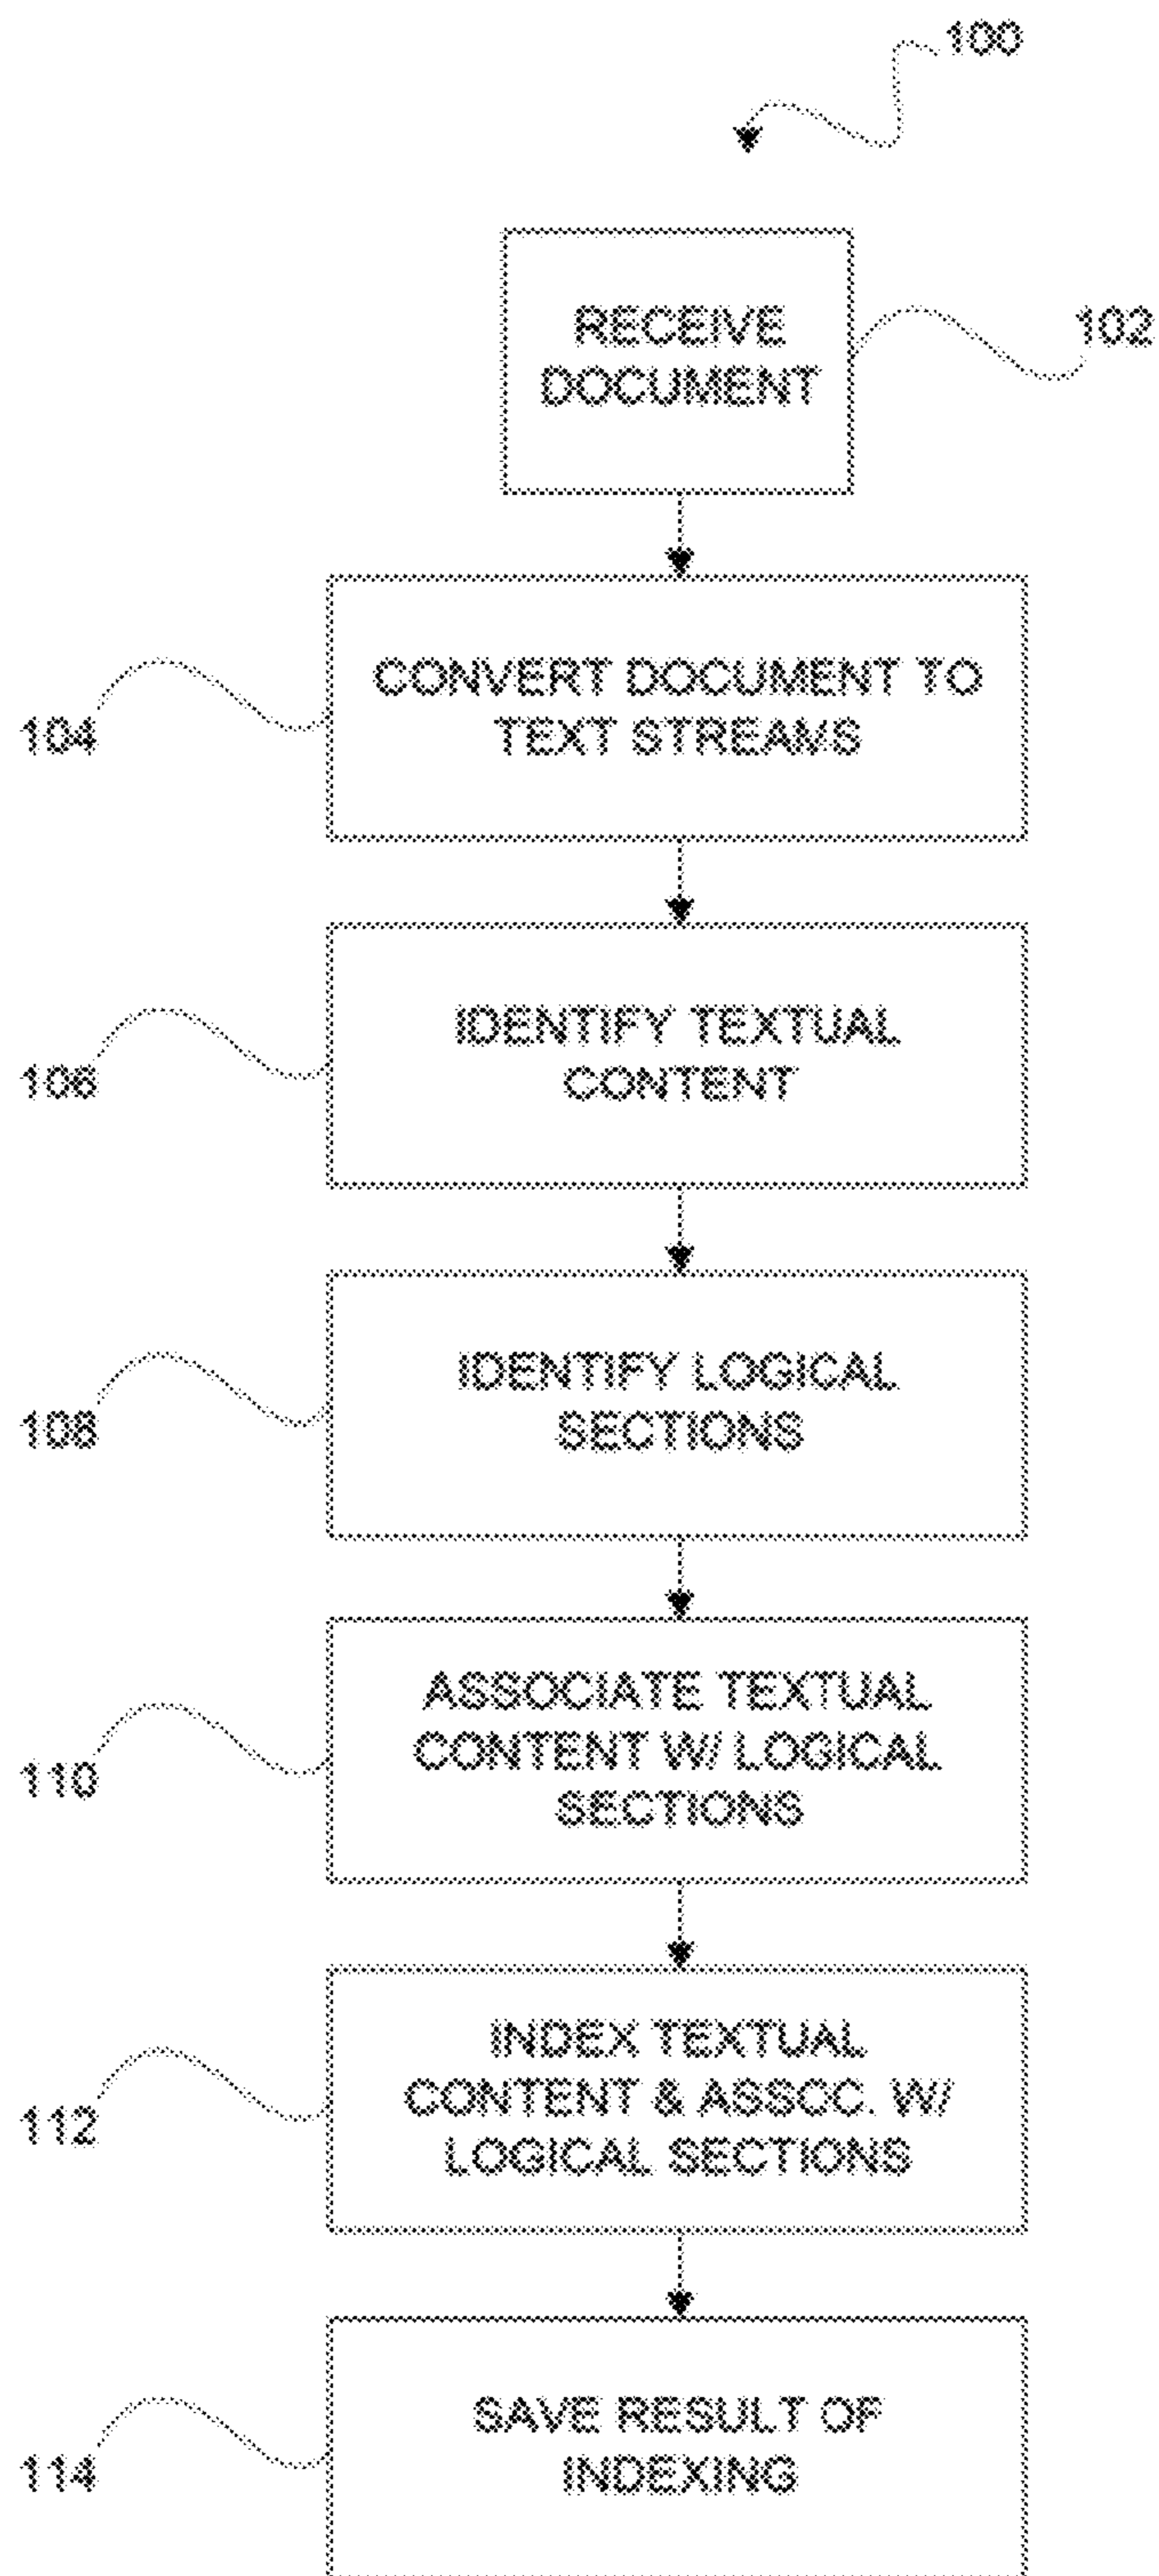 100
RECEIVE
DOCUMENT
102
CONVERT DOCUMENT TO
TEXT STREAMS
104
IDENTIFY TEXTUAL
CONTENT
106
IDENTIFY LOGICAL
SECTIONS
108
ASSOCIATE TEXTUAL
CONTENT W/ LOGICAL
SECTIONS
110
INDEX TEXTUAL
CONTENT & ASSOC. W/
LOGICAL SECTIONS
112
SAVE RESULT OF
INDEXING
114